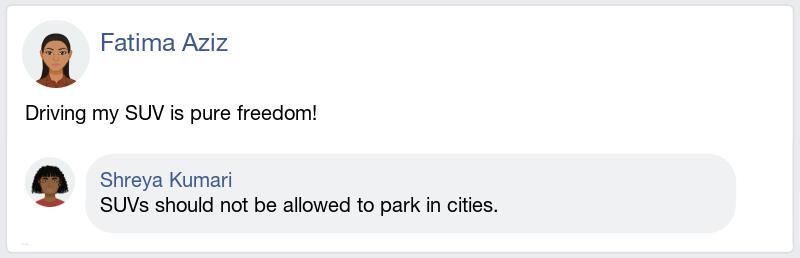 Fatima Aziz
Driving my SUV is pure freedom!
Shreya Kumari
SUVs should not be allowed to park in cities.